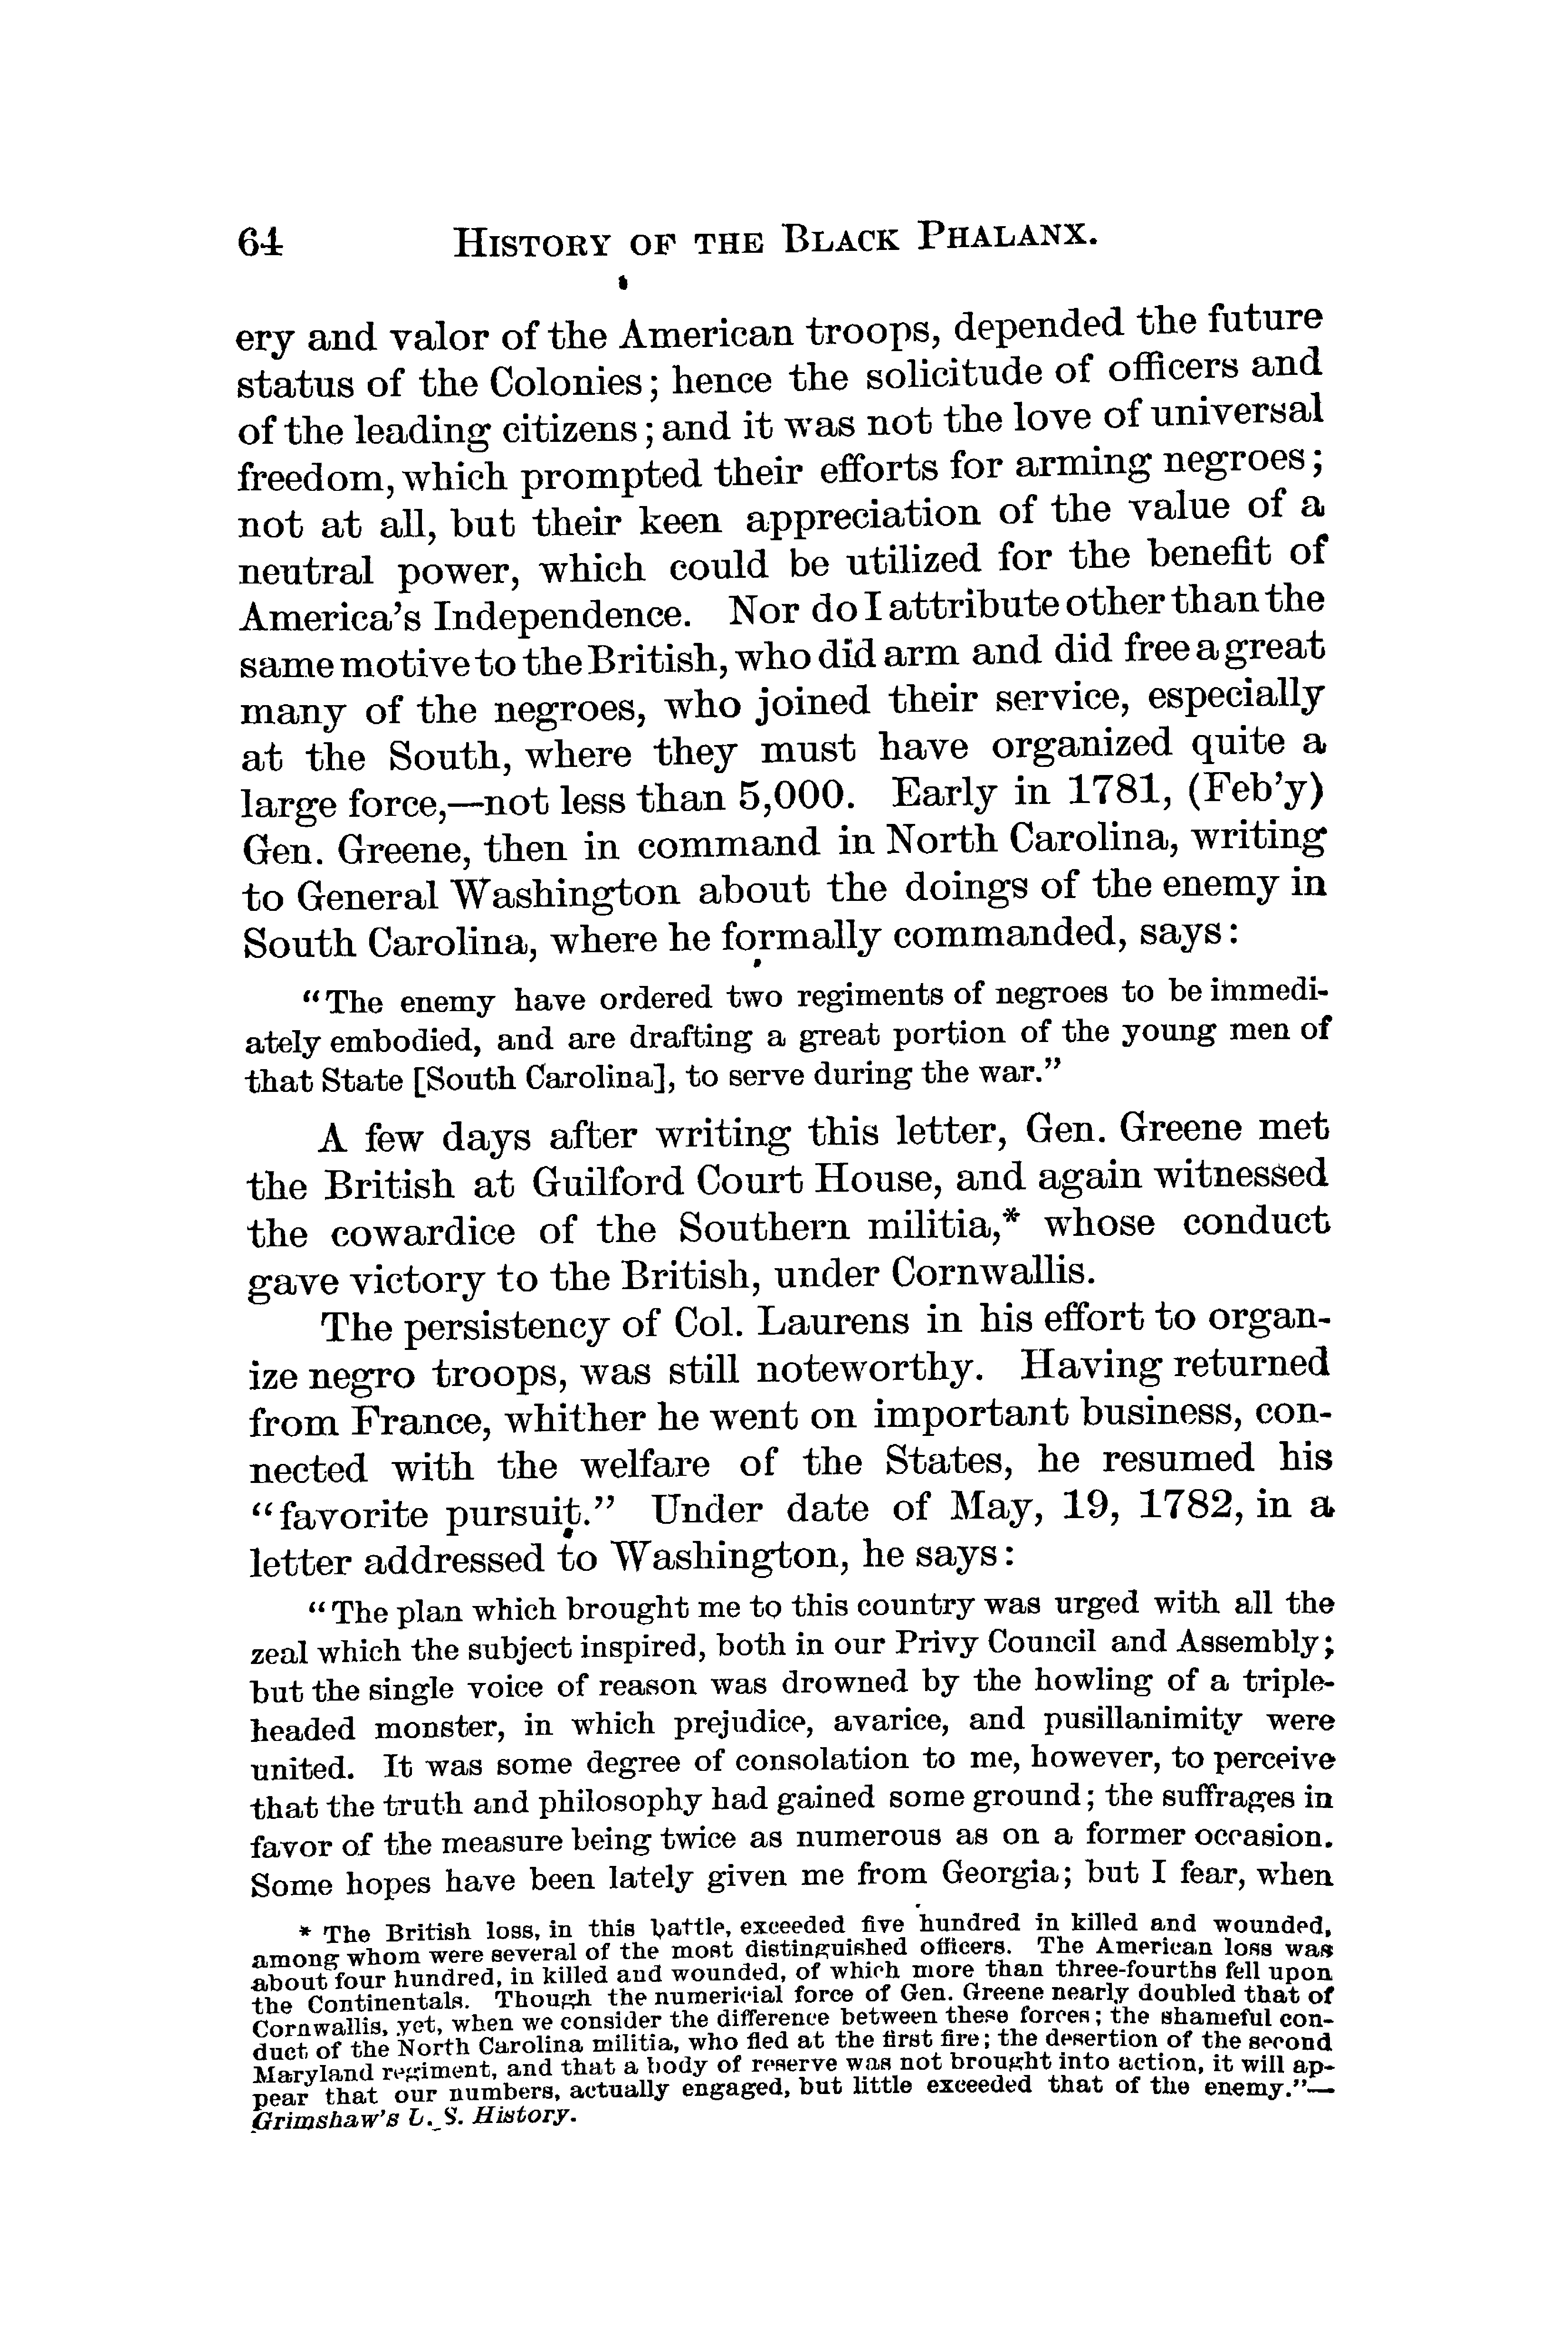 64 HISTORY OF THE BLACK PHALANX.
ery and valor of the American troops, depended the future
status of the Colonies; hence the solicitude of officers and
of the leading citizens; and it was not the love of universal
freedom, which prompted their efforts for arming negroes;
not at all, but their keen appreciation of the value of a
neutral power, which could be utilized for the benefit of
America's Independence. Nor do I attribute other than the
same motive to the British, who did arm and did free a great
many of the negroes, who joined their service, especially
at the South, where they must have organized quite a
large force,—not less than 5,000. Early in 1781, (Feb'y)
Gen. Greene, then in command in North Carolina, writing
to General Washington about the doings of the enemy in
South Carolina, where he formally commanded, says:
"The enemy have ordered two regiments of negroes to be immedi-
ately embodied, and are drafting a great portion of the young men of
that State [South Carolina], to serve during the war."
A few days after writing this letter, Gen. Greene met
the British at Guilford Court House, and again witnessed
the cowardice of the Southern militia,* whose conduct
gave victory to the British, under Cornwallis.
The persistency of Col. Laurens in his effort to organ-
ize negro troops, was still noteworthy. Having returned
from France, whither he went on important business, con-
nected with the welfare of the States, he resumed his
"favorite pursuit." Under date of May, 19, 1782, in a
letter addressed to Washington, he says:
"The plan which brought me to this country was urged with all the
zeal which the subject inspired, both in our Privy Council and Assembly;
but the single voice of reason was drowned by the howling of a triple-
headed monster, in which prejudice, avarice, and pusillanimity were
united. It was some degree of consolation to me, however, to perceive
that the truth and philosophy had gained some ground; the suffrages in
favor of the measure being twice as numerous as on a former occasion.
Some hopes have been lately given me from Georgia; but I fear, when
* The British loss, in this battle, exceeded five hundred in killed and wounded,
among whom were several of the most distinguished officers. The American loss was
about four hundred, in killed and wounded, of which more than three-fourths fell upon
the Continentals. Though the numericial force of Gen. Greene nearly doubled that of
Cornwallis, yet, when we consider the difference between these forces; the shameful con-
duct of the North Carolina militia, who fled at the first fire; the desertion of the second
Maryland regiment, and that a body of reserve was not brought into action, it will ap-
pear that our numbers, actually engaged, but little exceeded that of the enemy."—
Grimshaw's U. S. History.